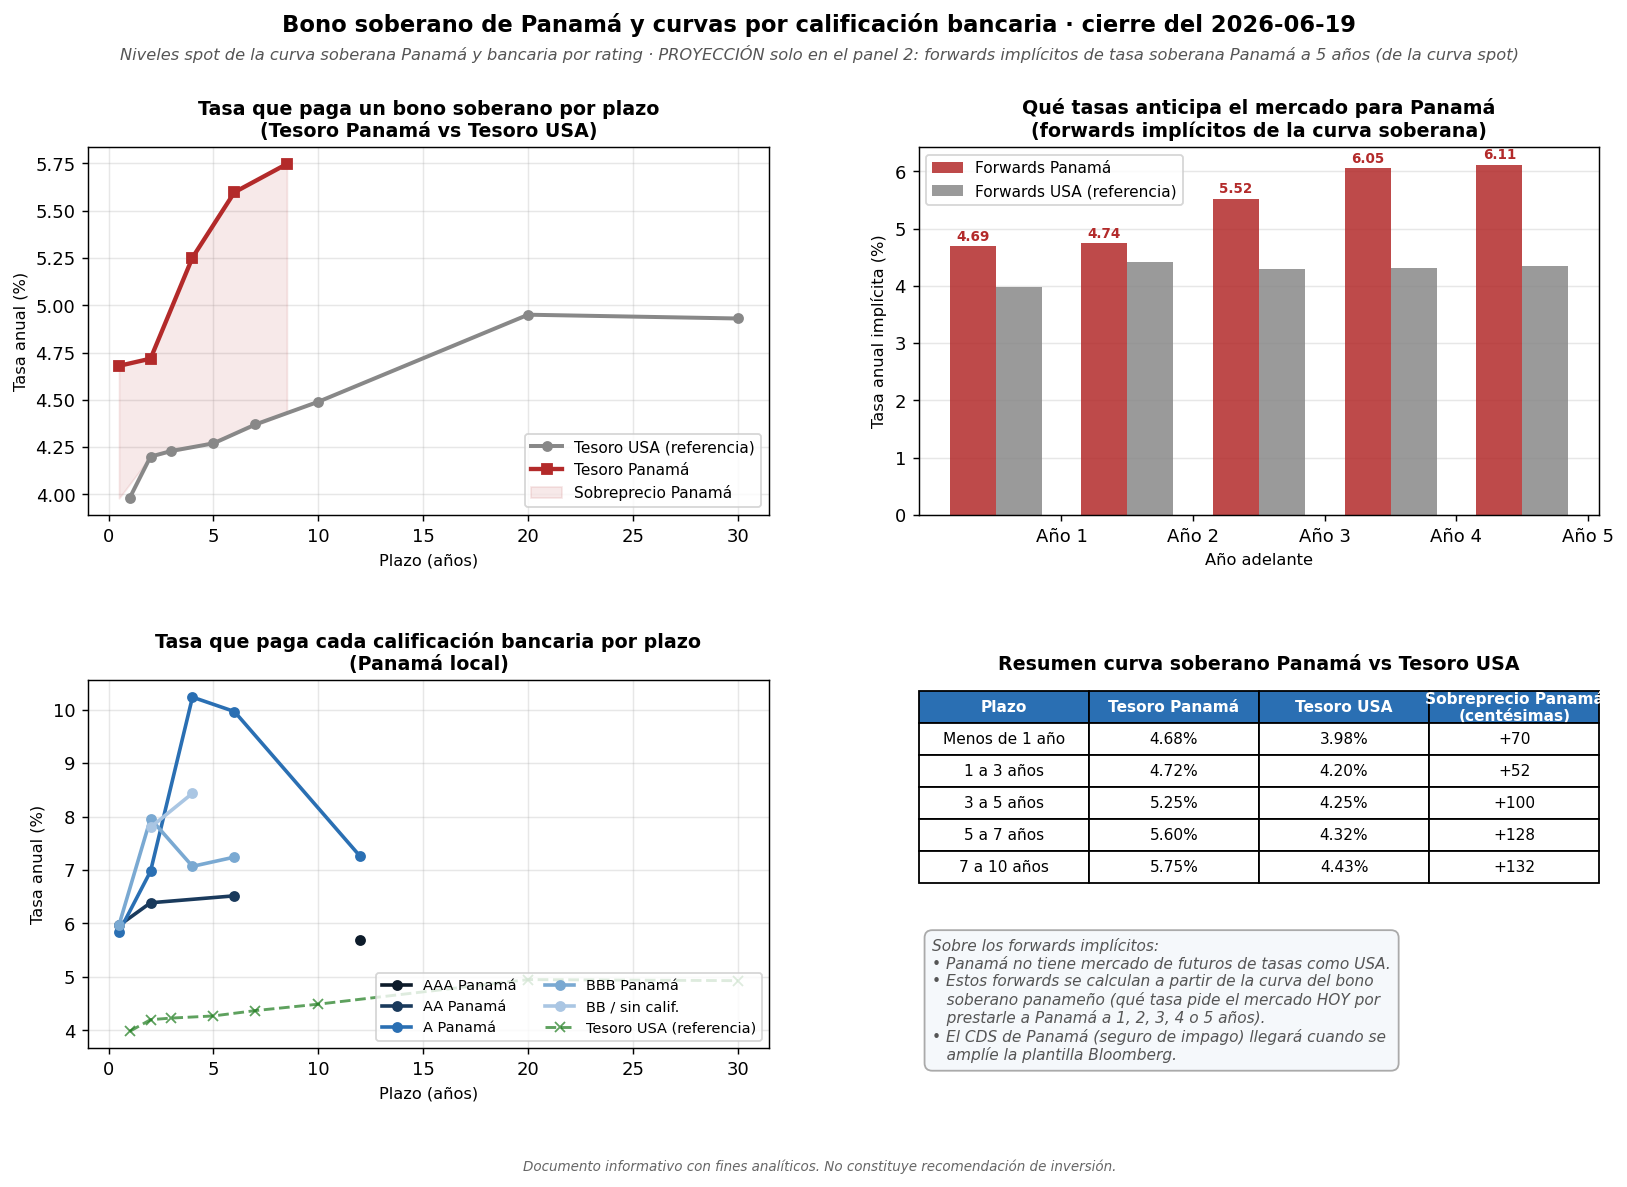 Bono soberano de Panamá y curvas por calificación bancaria · cierre del 2026-06-19
Niveles spot de la curva soberana Panamá y bancaria por rating · PROYECCIÓN solo en el panel 2: forwards implícitos de tasa soberana Panamá a 5 años (de la curva spot)
Tasa que paga un bono soberano por plazo
(Tesoro Panamá vs Tesoro USA)
Tasa anual (%)
5.75
5.50
5.25
5.00
4.75
4.50
4.25
4.00
Tesoro USA (referencia)
Tesoro Panamá
Sobreprecio Panamá
0 5 10 15 20 25 30
Plazo (años)
Qué tasas anticipa el mercado para Panamá
(forwards implícitos de la curva soberana)
Tasa anual implícita (%)
6
5
4
3
2
1
0
Forwards Panamá
Forwards USA (referencia)
4.69 4.74 5.52 6.05 6.11
Año 1 Año 2 Año 3 Año 4 Año 5
Año adelante
Tasa que paga cada calificación bancaria por plazo
(Panamá local)
Tasa anual (%)
10
9
8
7
6
5
4
AAA Panamá
AA Panamá
A Panamá
BBB Panamá
BB / sin calif.
Tesoro USA (referencia)
0 5 10 15 20 25 30
Plazo (años)
Resumen curva soberano Panamá vs Tesoro USA
Plazo Tesoro Panamá Tesoro USA Sobreprecio Panamá
(centésimas)
Menos de 1 año 4.68% 3.98% +70
1 a 3 años 4.72% 4.20% +52
3 a 5 años 5.25% 4.25% +100
5 a 7 años 5.60% 4.32% +128
7 a 10 años 5.75% 4.43% +132
Sobre los forwards implícitos:
• Panamá no tiene mercado de futuros de tasas como USA.
• Estos forwards se calculan a partir de la curva del bono
soberano panameño (qué tasa pide el mercado HOY por
prestarle a Panamá a 1, 2, 3, 4 o 5 años).
• El CDS de Panamá (seguro de impago) llegará cuando se
amplíe la plantilla Bloomberg.
Documento informativo con fines analíticos. No constituye recomendación de inversión.